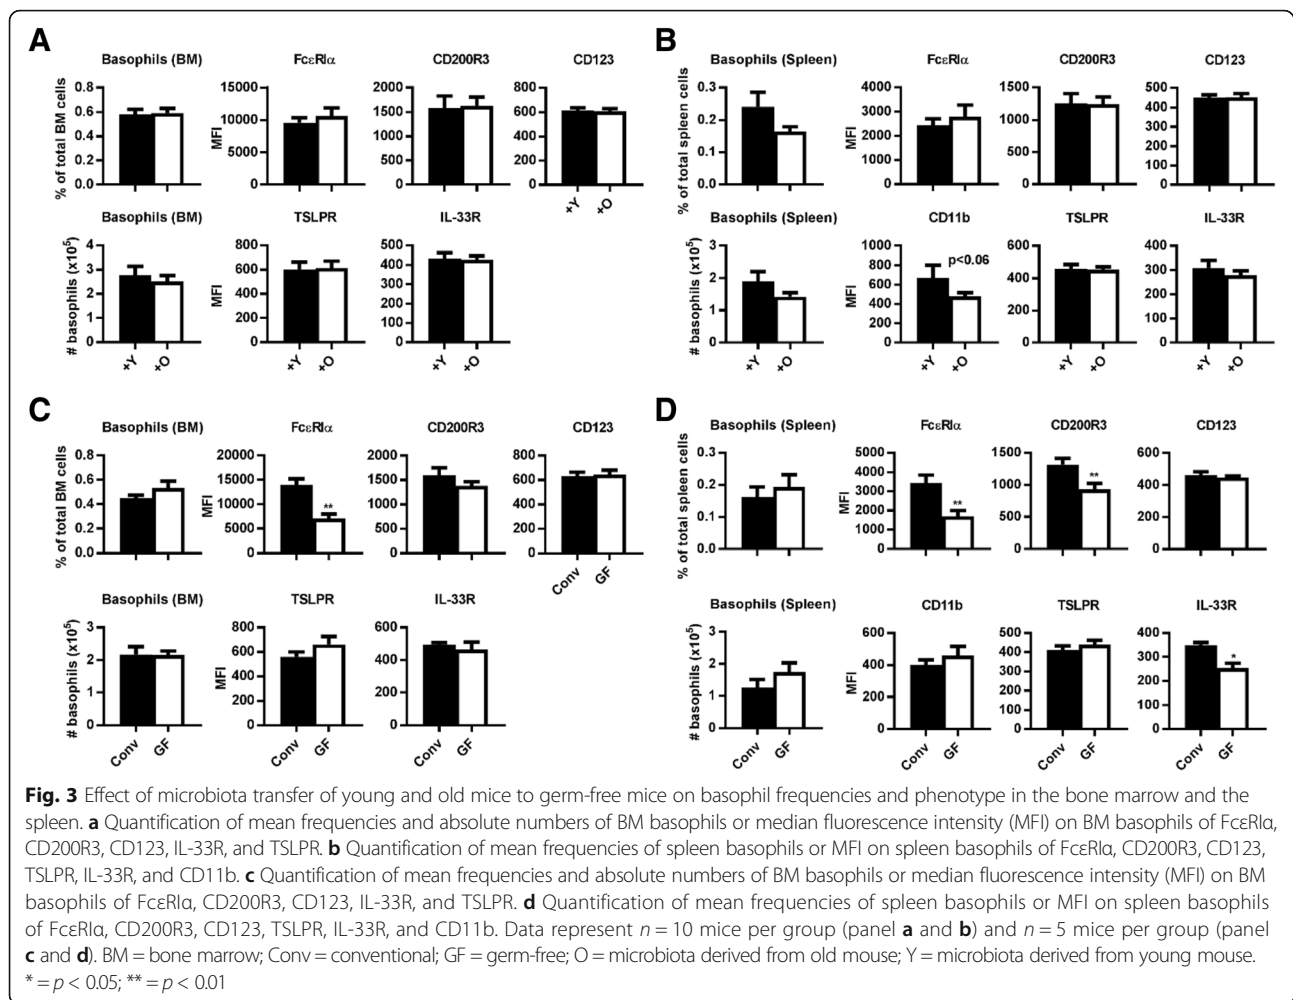 A
Basophils (BM)
FcεRIα
CD200R3
CD123
% of total BM cells
0.8
0.6
0.4
0.2
0.0
MFI
15000
10000
5000
0
2000
1500
1000
500
0
800
600
400
200
0
+Y +O
Basophils (BM)
TSLPR
IL-33R
# basophils (x10⁵)
4
3
2
1
0
+Y +O
MFI
800
600
400
200
0
+Y +O
500
400
300
200
100
0
+Y +O
B
Basophils (Spleen)
FcεRIα
CD200R3
CD123
% of total spleen cells
0.3
0.2
0.1
0.0
MFI
4000
3000
2000
1000
0
1500
1000
500
0
500
400
300
200
100
0
Basophils (Spleen)
CD11b
TSLPR
IL-33R
# basophils (x10⁵)
3
2
1
0
+Y +O
MFI
1000
800
600
400
200
0
p<0.06
+Y +O
600
400
200
0
+Y +O
400
300
200
100
0
+Y +O
C
Basophils (BM)
FcεRIα
CD200R3
CD123
% of total BM cells
0.8
0.6
0.4
0.2
0.0
MFI
20000
15000
10000
5000
0
**
2000
1500
1000
500
0
800
600
400
200
0
Conv GF
Basophils (BM)
TSLPR
IL-33R
# basophils (x10⁵)
3
2
1
0
Conv GF
MFI
800
600
400
200
0
Conv GF
600
400
200
0
Conv GF
D
Basophils (Spleen)
FcεRIα
CD200R3
CD123
% of total spleen cells
0.3
0.2
0.1
0.0
MFI
5000
4000
3000
2000
1000
0
**
1500
1000
500
0
**
600
400
200
0
Basophils (Spleen)
CD11b
TSLPR
IL-33R
# basophils (x10⁵)
3
2
1
0
Conv GF
MFI
600
400
200
0
Conv GF
500
400
300
200
100
0
Conv GF
400
300
200
100
0
*
Conv GF
Fig. 3 Effect of microbiota transfer of young and old mice to germ-free mice on basophil frequencies and phenotype in the bone marrow and the
spleen. a Quantification of mean frequencies and absolute numbers of BM basophils or median fluorescence intensity (MFI) on BM basophils of FcεRIα,
CD200R3, CD123, IL-33R, and TSLPR. b Quantification of mean frequencies of spleen basophils or MFI on spleen basophils of FcεRIα, CD200R3, CD123,
TSLPR, IL-33R, and CD11b. c Quantification of mean frequencies and absolute numbers of BM basophils or median fluorescence intensity (MFI) on BM
basophils of FcεRIα, CD200R3, CD123, IL-33R, and TSLPR. d Quantification of mean frequencies of spleen basophils or MFI on spleen basophils
of FcεRIα, CD200R3, CD123, TSLPR, IL-33R, and CD11b. Data represent n = 10 mice per group (panel a and b) and n = 5 mice per group (panel
c and d). BM = bone marrow; Conv = conventional; GF = germ-free; O = microbiota derived from old mouse; Y = microbiota derived from young mouse.
* = p < 0.05; ** = p < 0.01